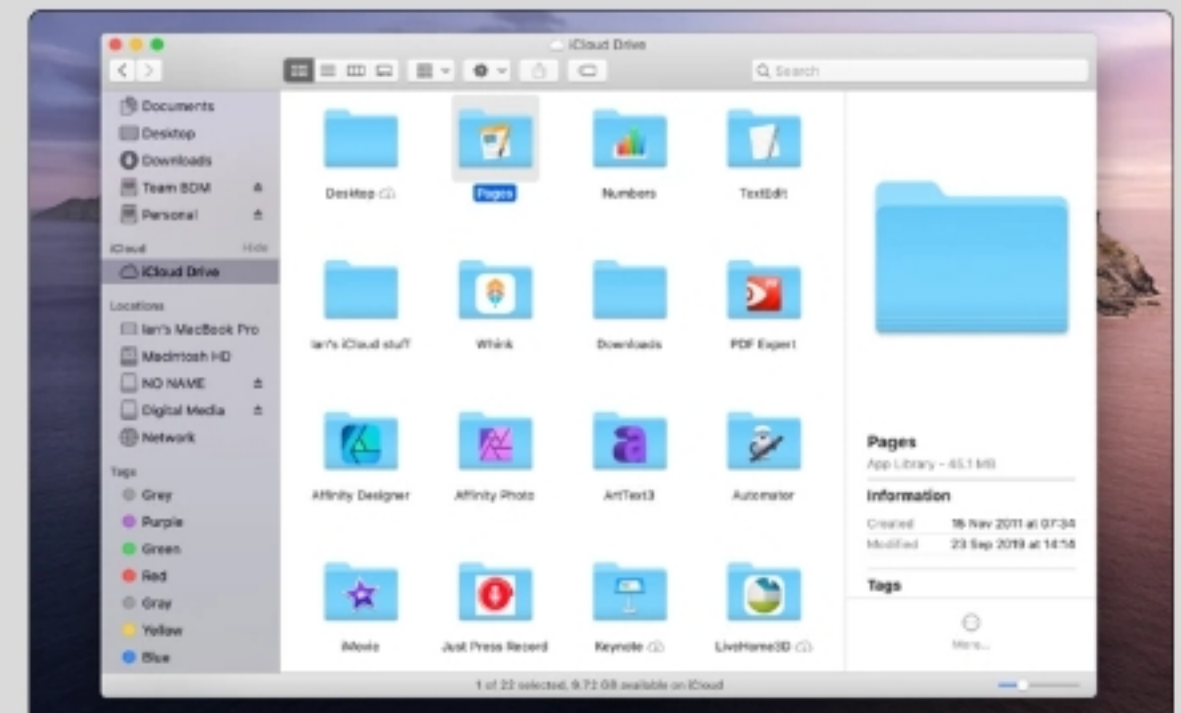 iCloud Drive
Search
Documents
Desktop
Downloads
Team BDM
Personal
iCloud Hide
iCloud Drive
Locations
Ian's MacBook Pro
Macintosh HD
NO NAME
Digital Media
Network
Tags
Grey
Purple
Green
Red
Gray
Yellow
Blue
Desktop Pages Numbers TextEdit
Ian's iCloud stuff Whink Downloads PDF Expert
Affinity Designer Affinity Photo ArtText3 Automator
iMovie Just Press Record Keynote LiveHome3D
Pages
App Library - 45.1 MB
Information
Created 16 Nov 2011 at 07:34
Modified 23 Sep 2019 at 14:14
Tags
More...
1 of 22 selected, 9.72 GB available on iCloud